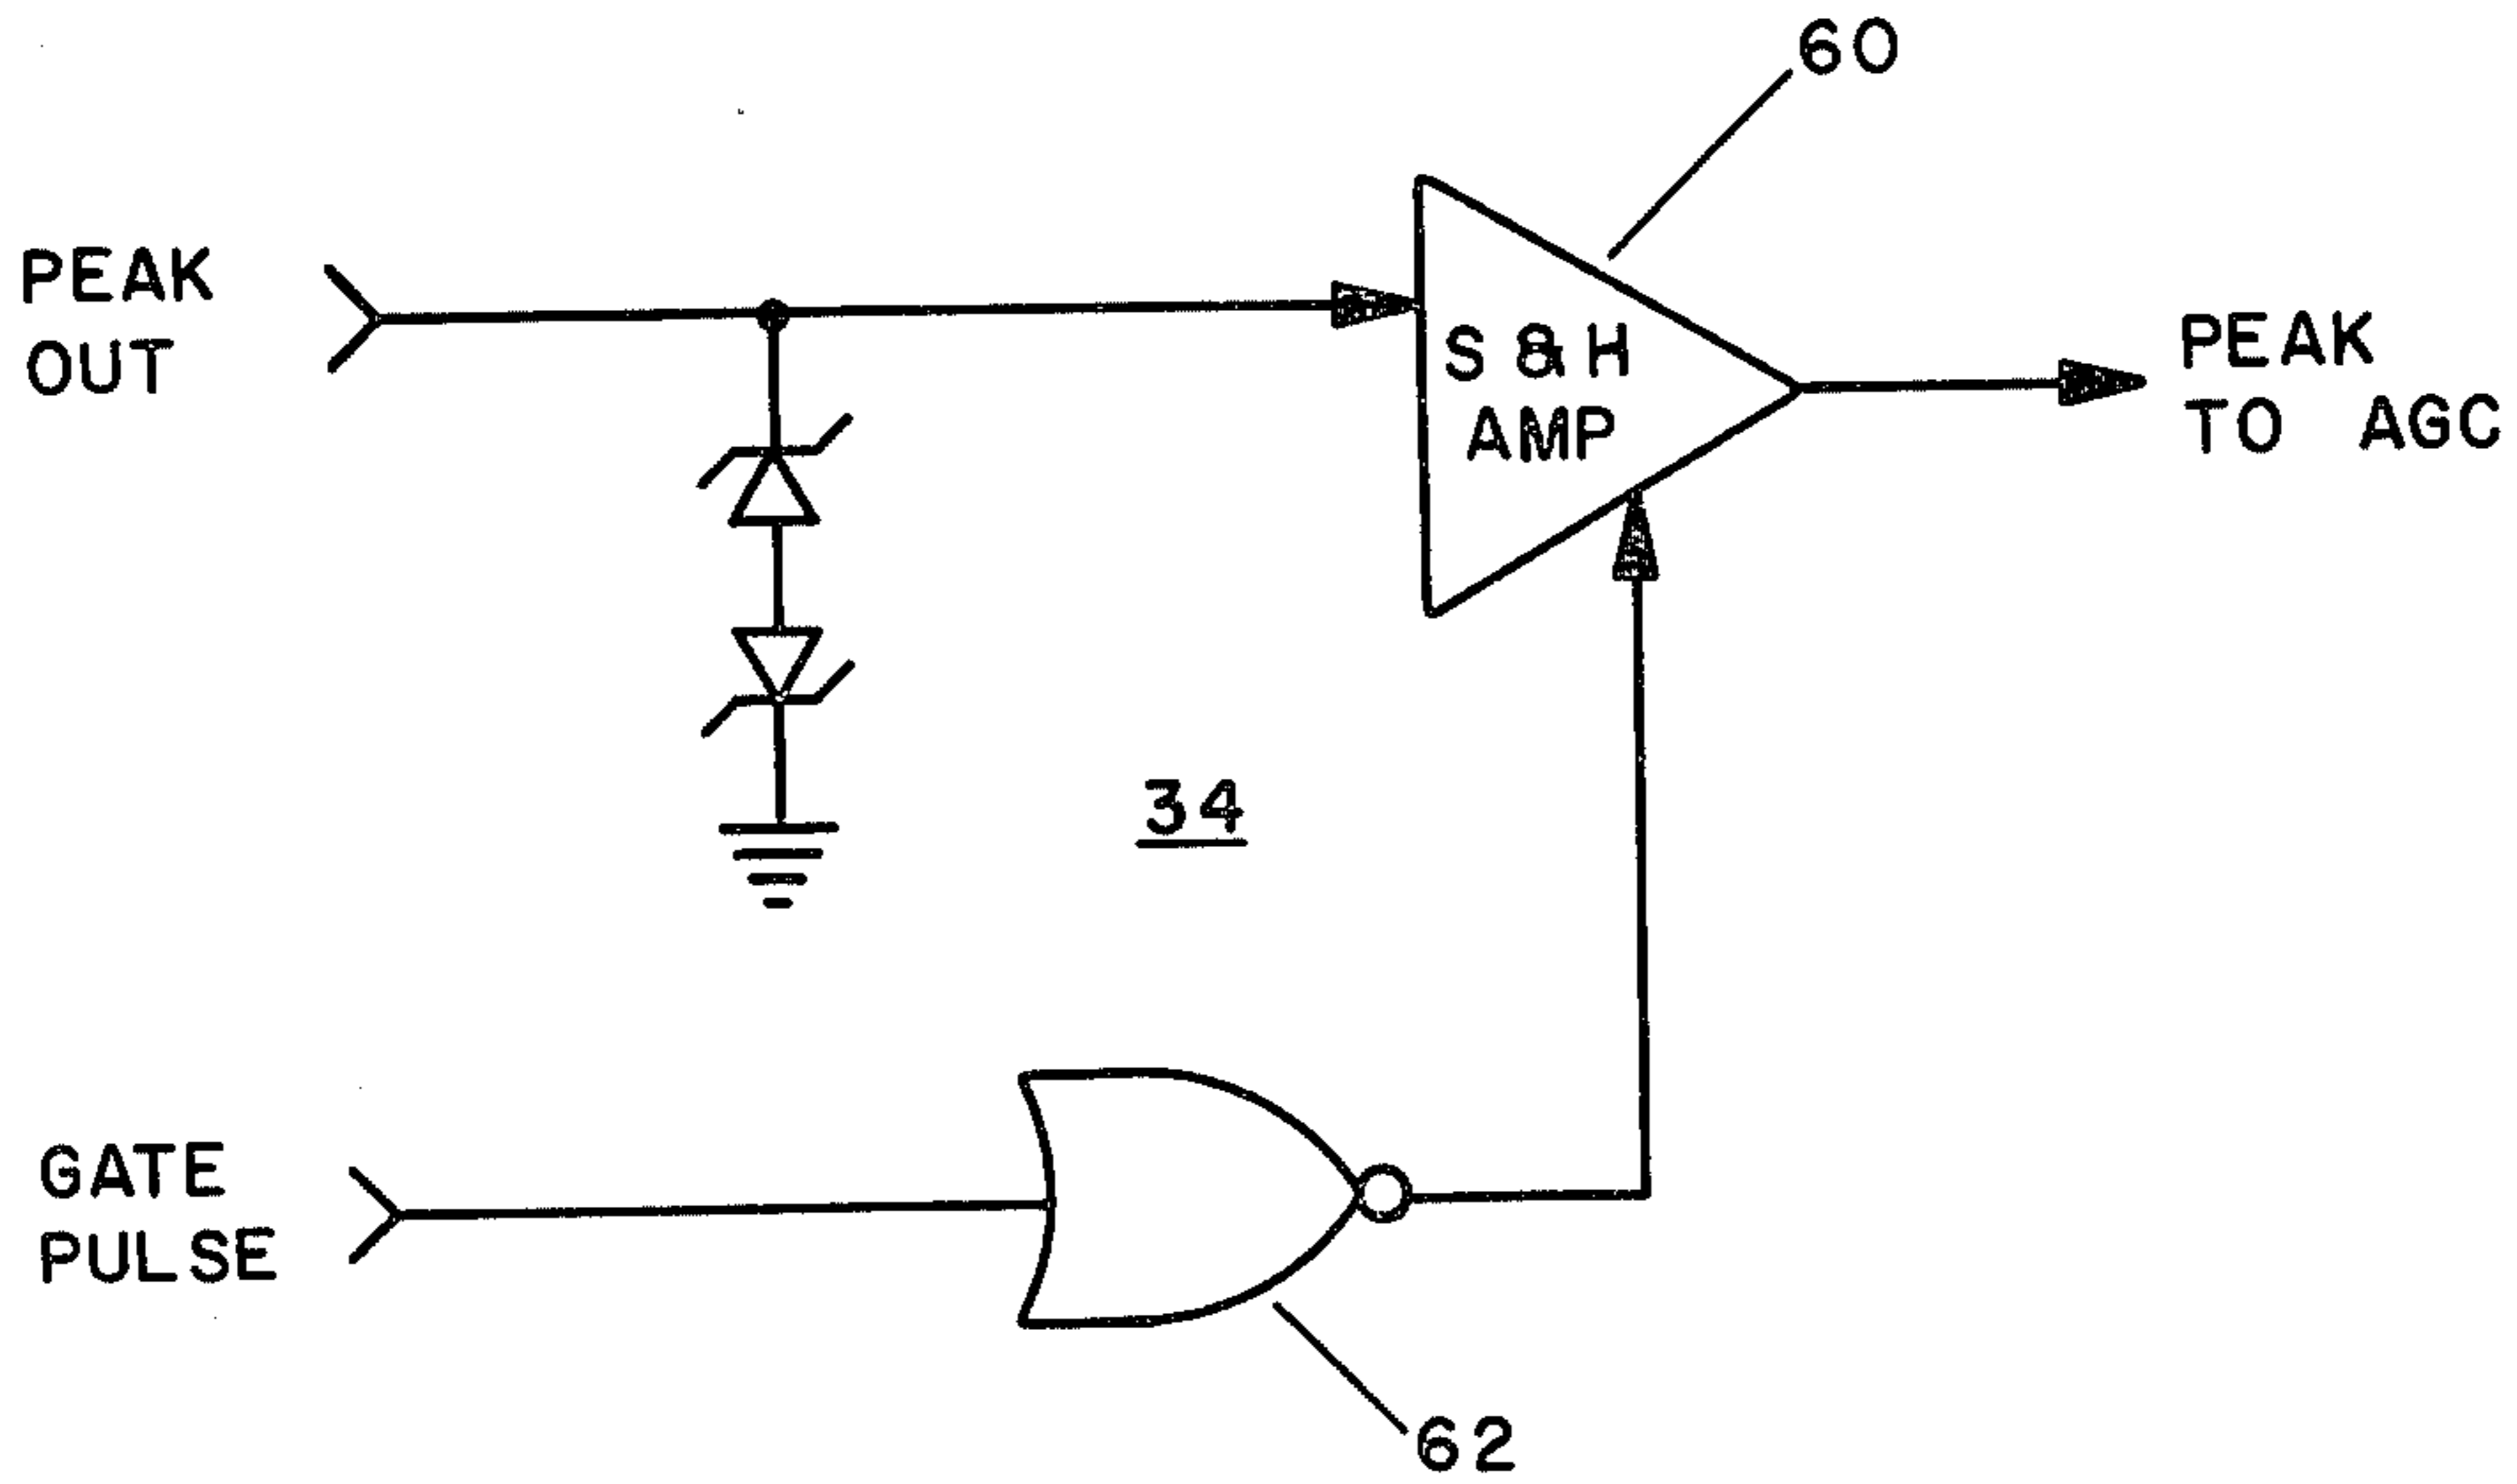 60
PEAK
OUT
S & H
AMP
PEAK
TO AGC
34
GATE
PULSE
62